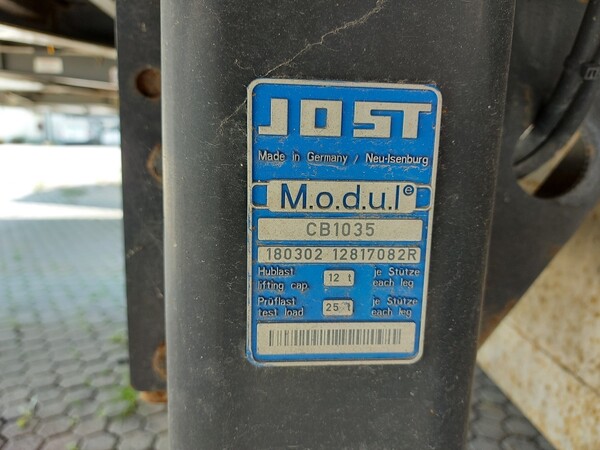 JOST
Made in Germany / Neu-Isenburg
M.o.d.u.l e
CB1035
180302 12817082R
Hublast 12 t je Stütze
lifting cap. each leg
Prüflast 25 t je Stütze
test load each leg